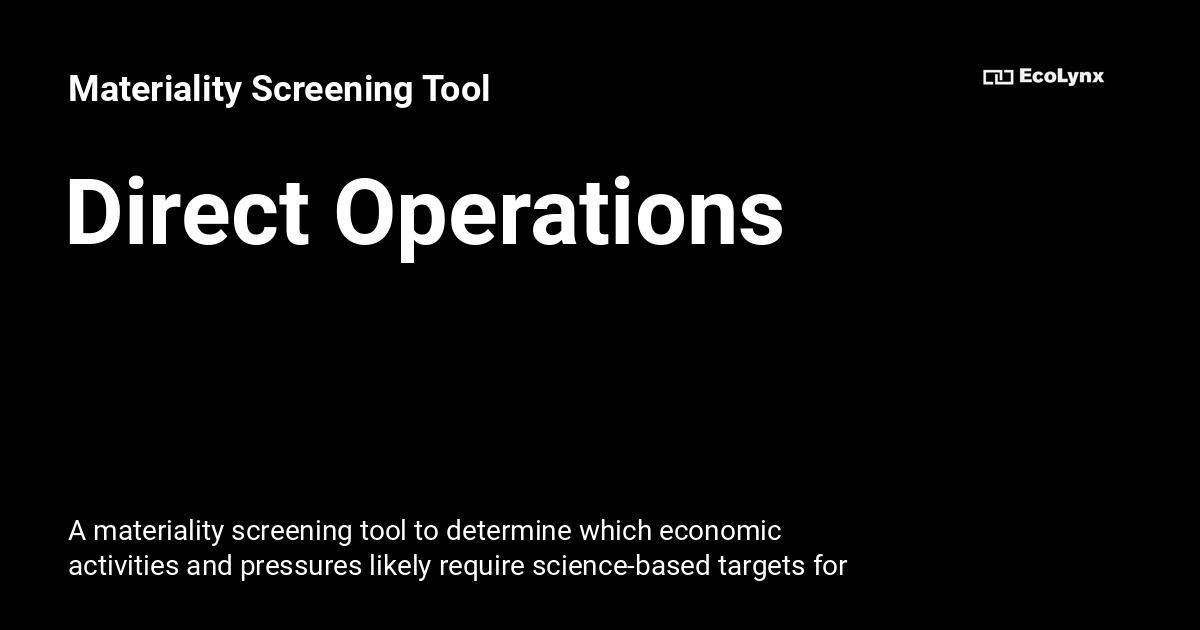 Materiality Screening Tool
EcoLynx
Direct Operations
A materiality screening tool to determine which economic
activities and pressures likely require science-based targets for